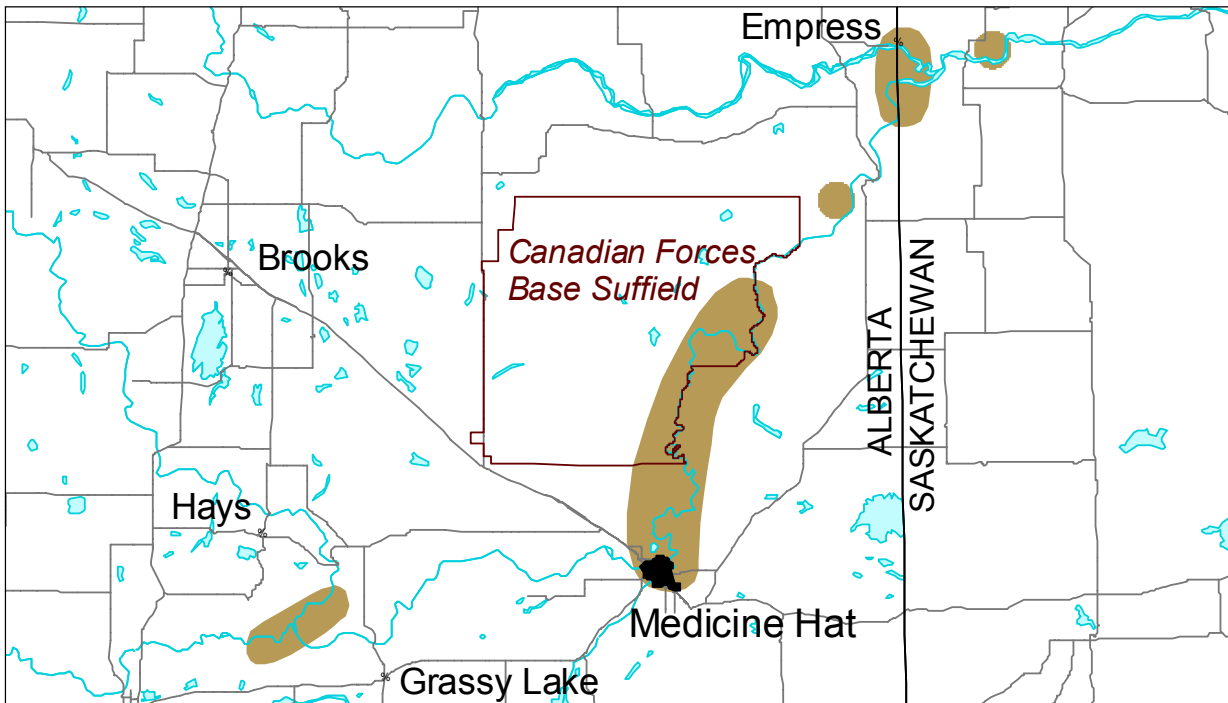 Empress
Canadian Forces
Base Suffield
Brooks
ALBERTA
SASKATCHEWAN
Hays
Medicine Hat
Grassy Lake